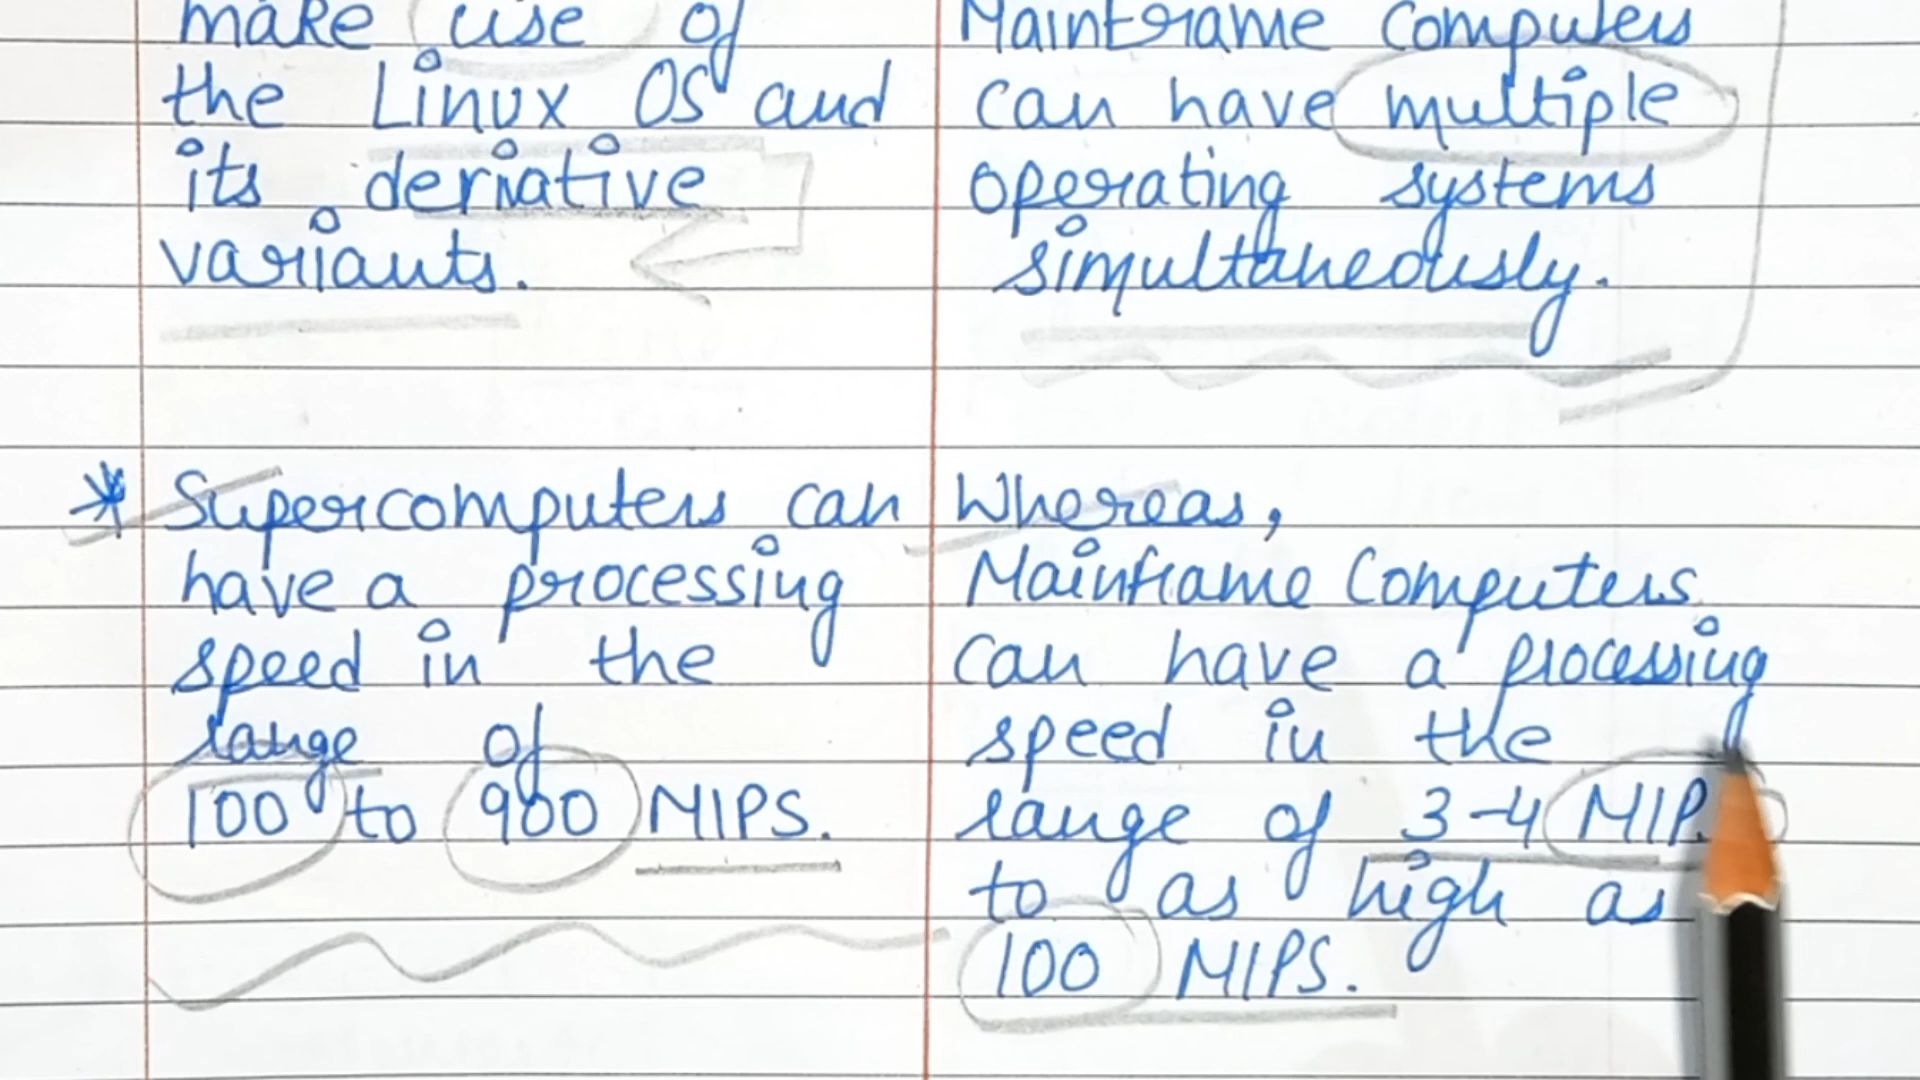 make use of
the Linux OS and
its derivative
variants.
Mainframe Computers
can have multiple
operating systems
simultaneously.
* Supercomputers can
have a processing
speed in the
range of
100 to 900 MIPS.
Whereas,
Mainframe Computers
can have a processing
speed in the
range of 3-4 MIP
to as high as
100 MIPS.